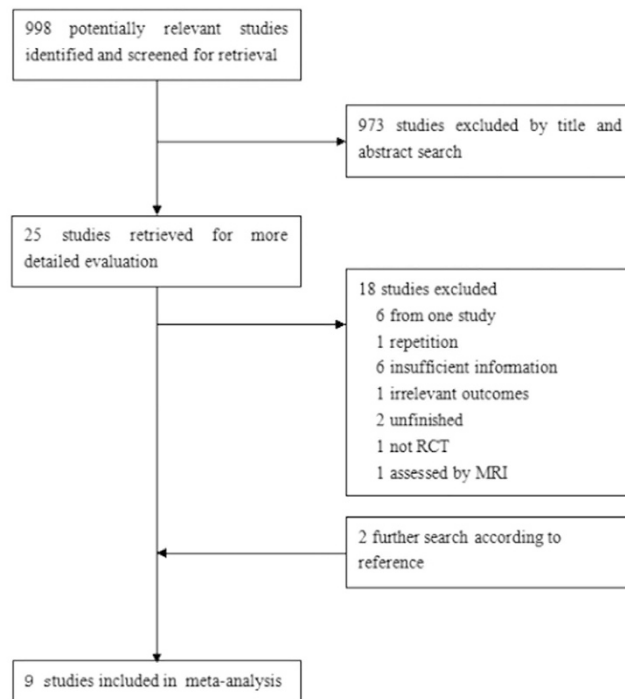 998 potentially relevant studies
identified and screened for retrieval
973 studies excluded by title and
abstract search
25 studies retrieved for more
detailed evaluation
18 studies excluded
6 from one study
1 repetition
6 insufficient information
1 irrelevant outcomes
2 unfinished
1 not RCT
1 assessed by MRI
2 further search according to
reference
9 studies included in meta-analysis